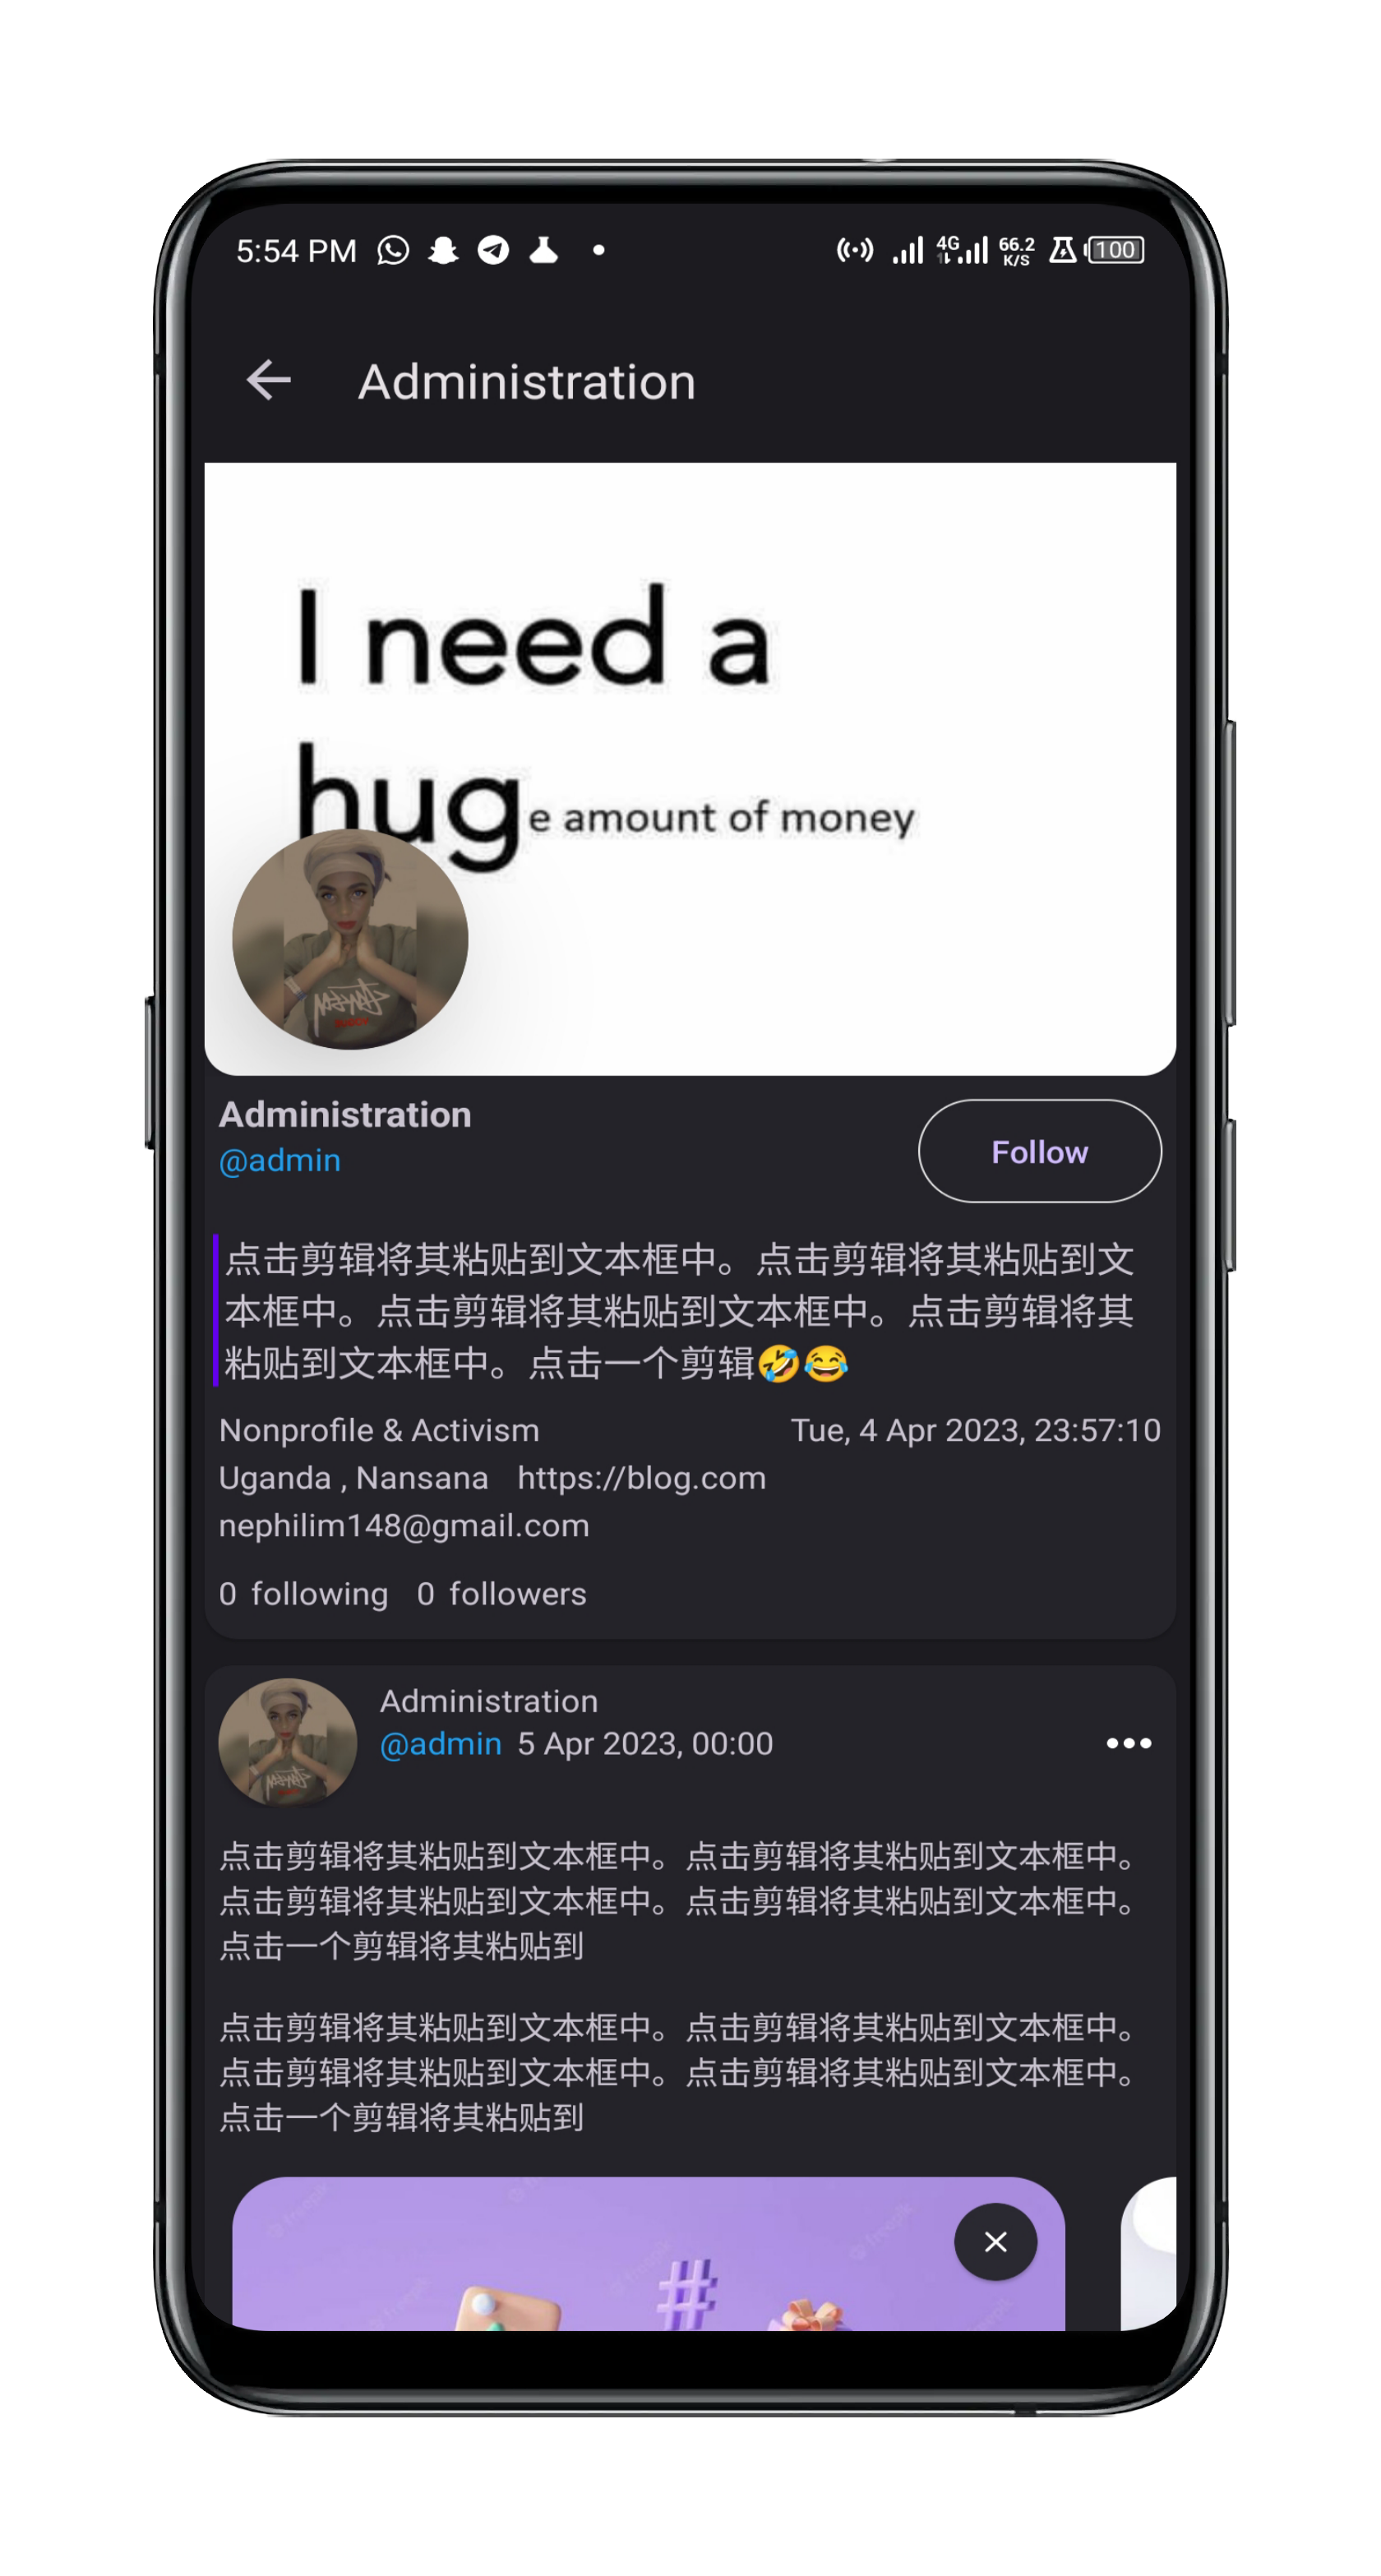 5:54 PM
4G
66.2
K/S
100
Administration
I need a
huge amount of money
Administration
@admin
Follow
点击剪辑将其粘贴到文本框中。点击剪辑将其粘贴到文
本框中。点击剪辑将其粘贴到文本框中。点击剪辑将其
粘贴到文本框中。点击一个剪辑🤣😂
Nonprofile & Activism
Tue, 4 Apr 2023, 23:57:10
Uganda , Nansana https://blog.com
nephilim148@gmail.com
0 following 0 followers
Administration
@admin 5 Apr 2023, 00:00
点击剪辑将其粘贴到文本框中。点击剪辑将其粘贴到文本框中。
点击剪辑将其粘贴到文本框中。点击剪辑将其粘贴到文本框中。
点击一个剪辑将其粘贴到
点击剪辑将其粘贴到文本框中。点击剪辑将其粘贴到文本框中。
点击剪辑将其粘贴到文本框中。点击剪辑将其粘贴到文本框中。
点击一个剪辑将其粘贴到
#